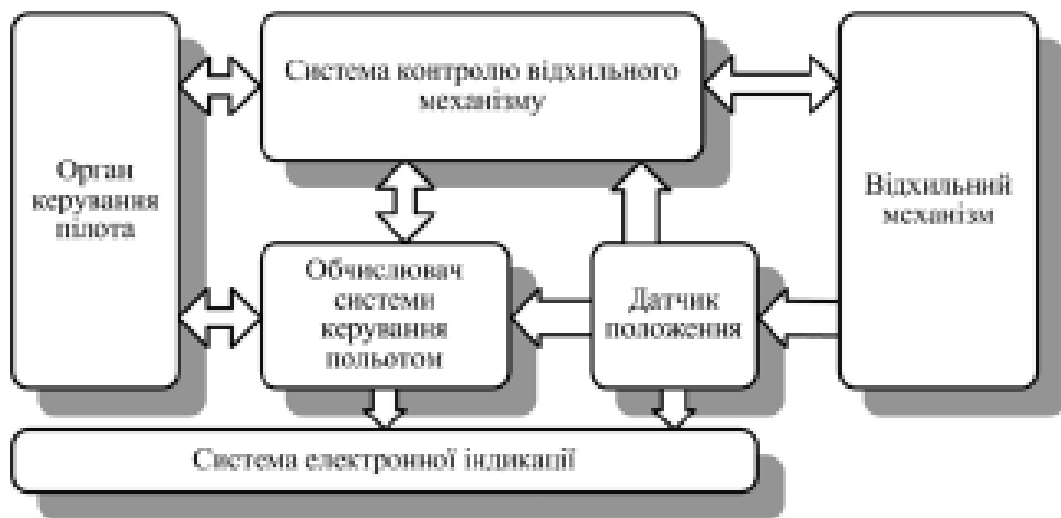 Система контролю відхильного
механізму
Орган
керування
пілота
Відхильний
механізм
Обчислювач
системи
керування
польотом
Датчик
положення
Система електронної індикації